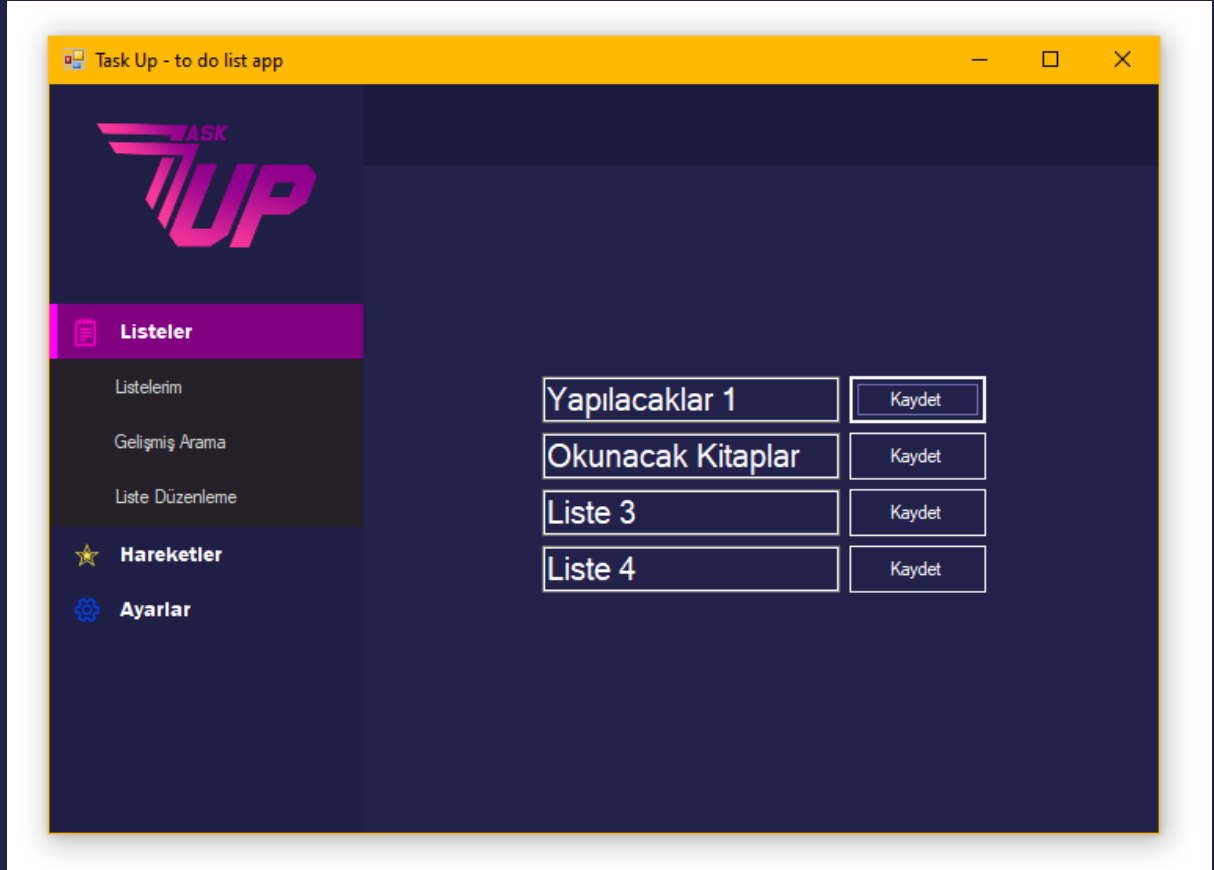 Task Up - to do list app
ASK
UP
Listeler
Listelerim
Gelişmiş Arama
Liste Düzenleme
Hareketler
Ayarlar
Yapılacaklar 1 Kaydet
Okunacak Kitaplar Kaydet
Liste 3 Kaydet
Liste 4 Kaydet